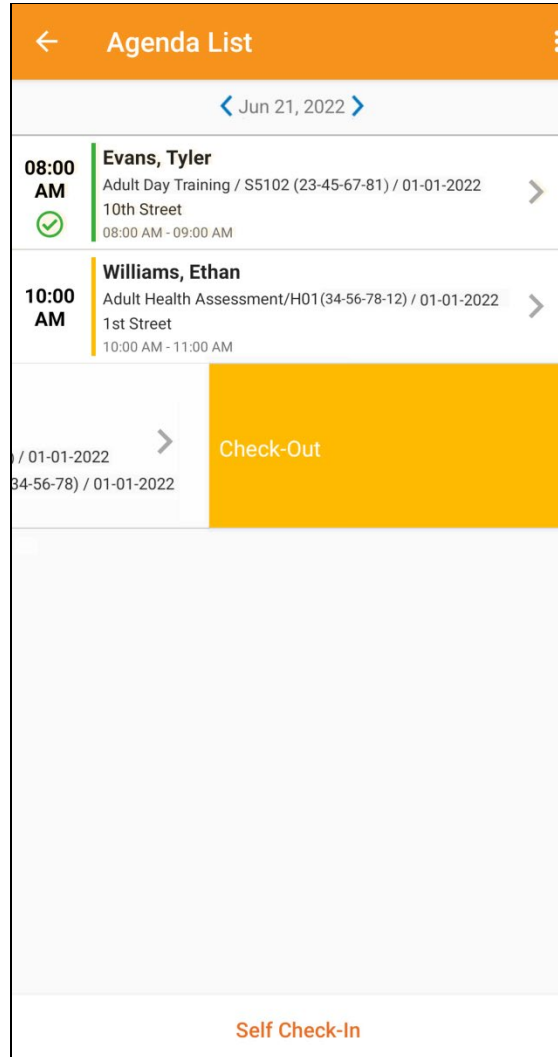 Agenda List
Jun 21, 2022
08:00
AM
Evans, Tyler
Adult Day Training / S5102 (23-45-67-81) / 01-01-2022
10th Street
08:00 AM - 09:00 AM
10:00
AM
Williams, Ethan
Adult Health Assessment/H01(34-56-78-12) / 01-01-2022
1st Street
10:00 AM - 11:00 AM
) / 01-01-2022
34-56-78) / 01-01-2022
Check-Out
Self Check-In